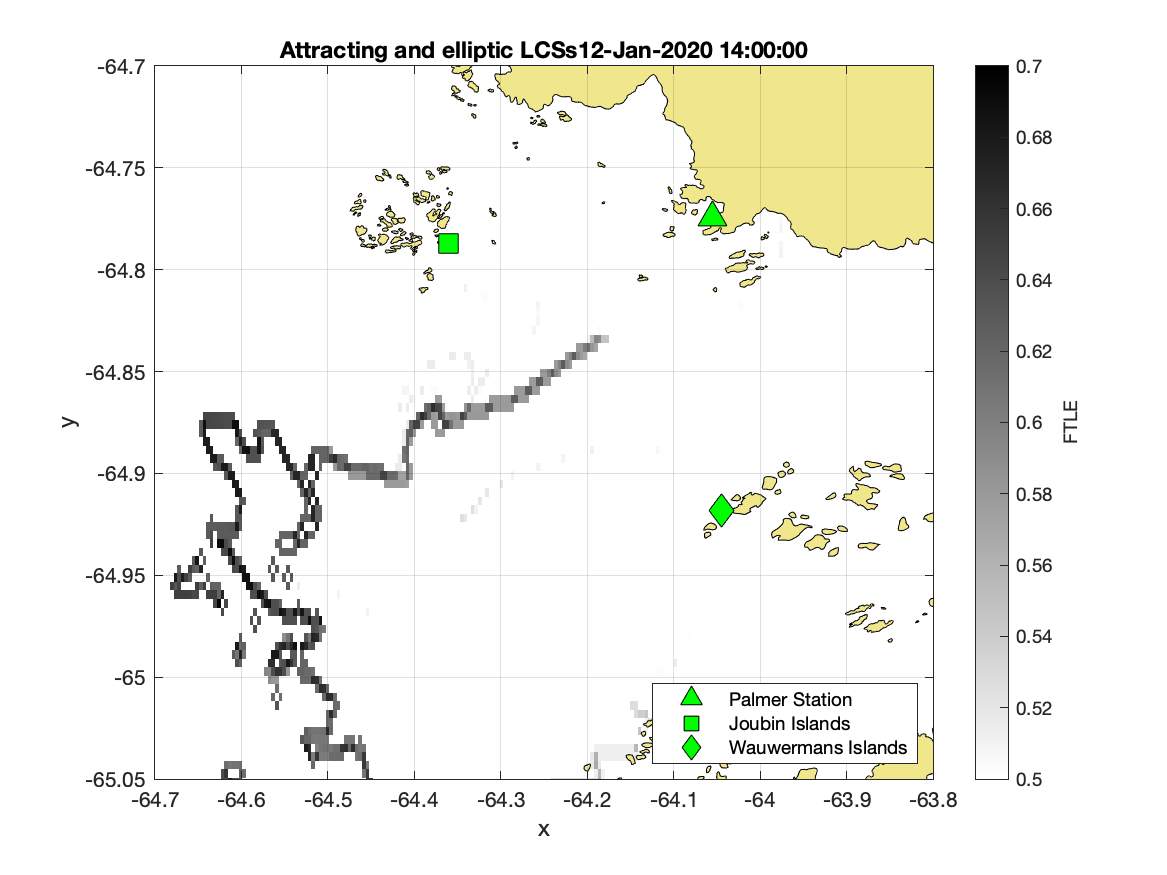 Attracting and elliptic LCSs12-Jan-2020 14:00:00
-64.7
-64.75
-64.8
-64.85
-64.9
-64.95
-65
-65.05
y
-64.7 -64.6 -64.5 -64.4 -64.3 -64.2 -64.1 -64 -63.9 -63.8
x
Palmer Station
Joubin Islands
Wauwermans Islands
0.7
0.68
0.66
0.64
0.62
0.6
0.58
0.56
0.54
0.52
0.5
FTLE